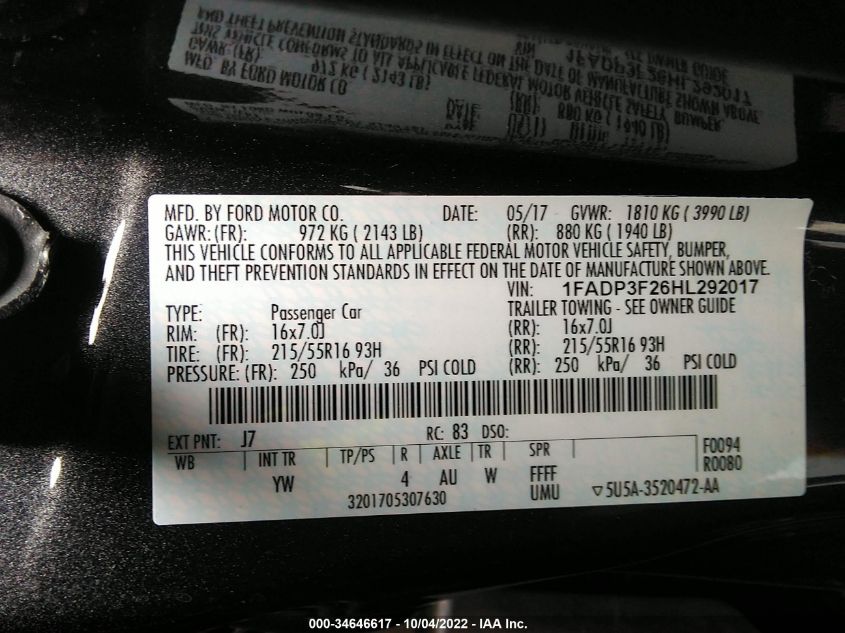 MFD. BY FORD MOTOR CO. DATE: 05/17 GVWR: 1810 KG ( 3990 LB)
GAWR: (FR): 972 KG ( 2143 LB) (RR): 880 KG ( 1940 LB)
THIS VEHICLE CONFORMS TO ALL APPLICABLE FEDERAL MOTOR VEHICLE SAFETY, BUMPER,
AND THEFT PREVENTION STANDARDS IN EFFECT ON THE DATE OF MANUFACTURE SHOWN ABOVE.
VIN: 1FADP3F26HL292017
TYPE: Passenger Car TRAILER TOWING - SEE OWNER GUIDE
RIM: (FR): 16x7.0J (RR): 16x7.0J
TIRE: (FR): 215/55R16 93H (RR): 215/55R16 93H
PRESSURE: (FR): 250 kPa/ 36 PSI COLD (RR): 250 kPa/ 36 PSI COLD
EXT PNT: J7 RC: 83 DSO: F0094
WB INT TR TP/PS R AXLE TR SPR R0080
YW 4 AU W FFFF
3201705307630 UMU ▽5U5A-3520472-AA
000-34646617 - 10/04/2022 - IAA Inc.